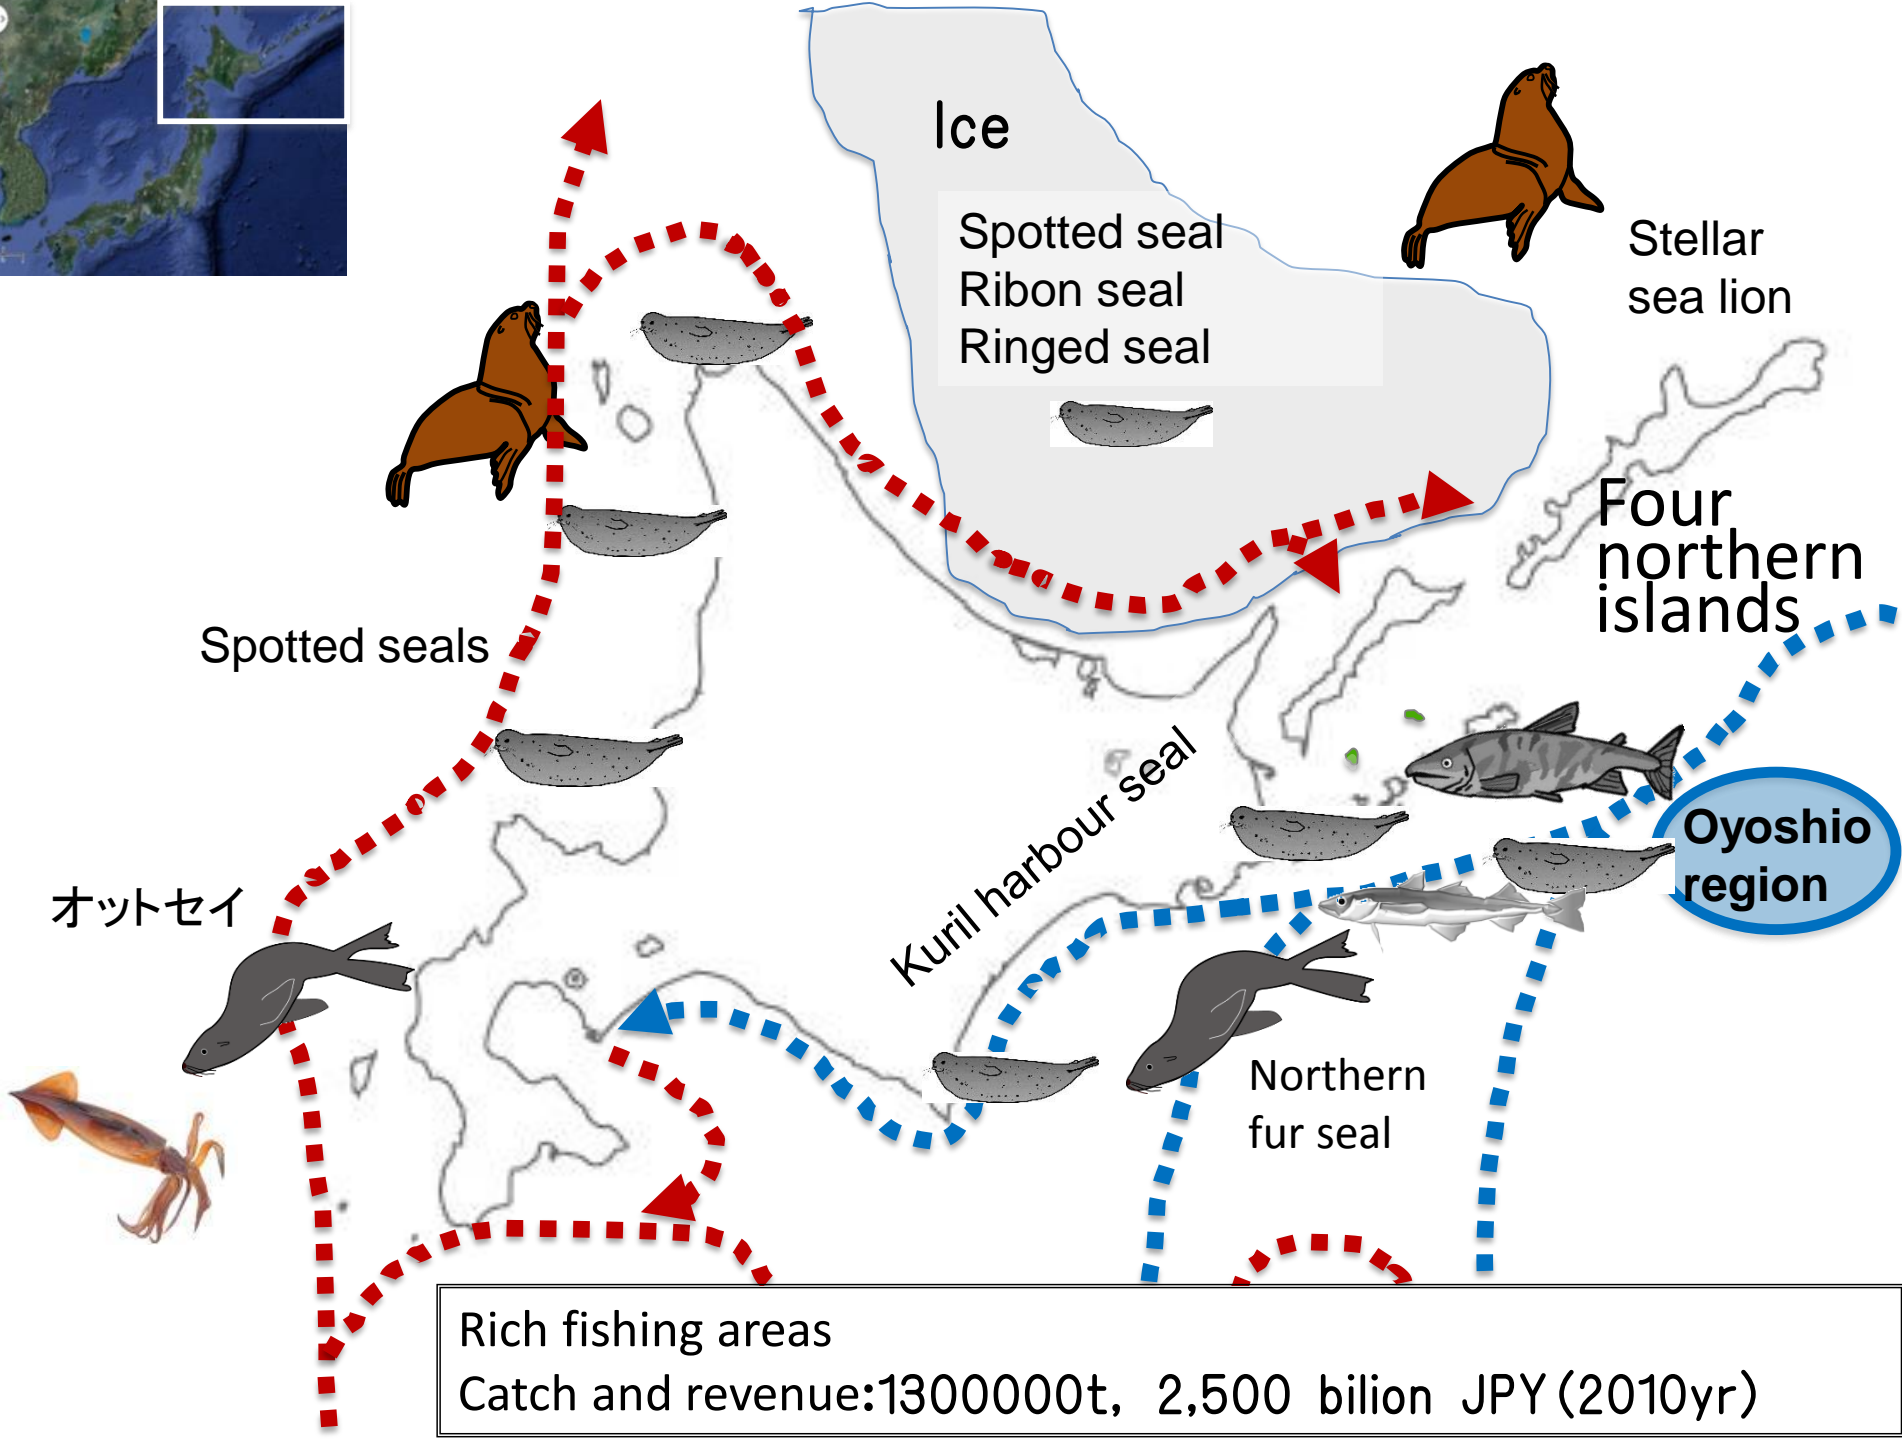 Ice
Spotted seal
Ribon seal
Ringed seal
Stellar
sea lion
Four
northern
islands
Spotted seals
Kuril harbour seal
Oyoshio
region
オットセイ
Northern
fur seal
Rich fishing areas
Catch and revenue:1300000t, 2,500 bilion JPY(2010yr)